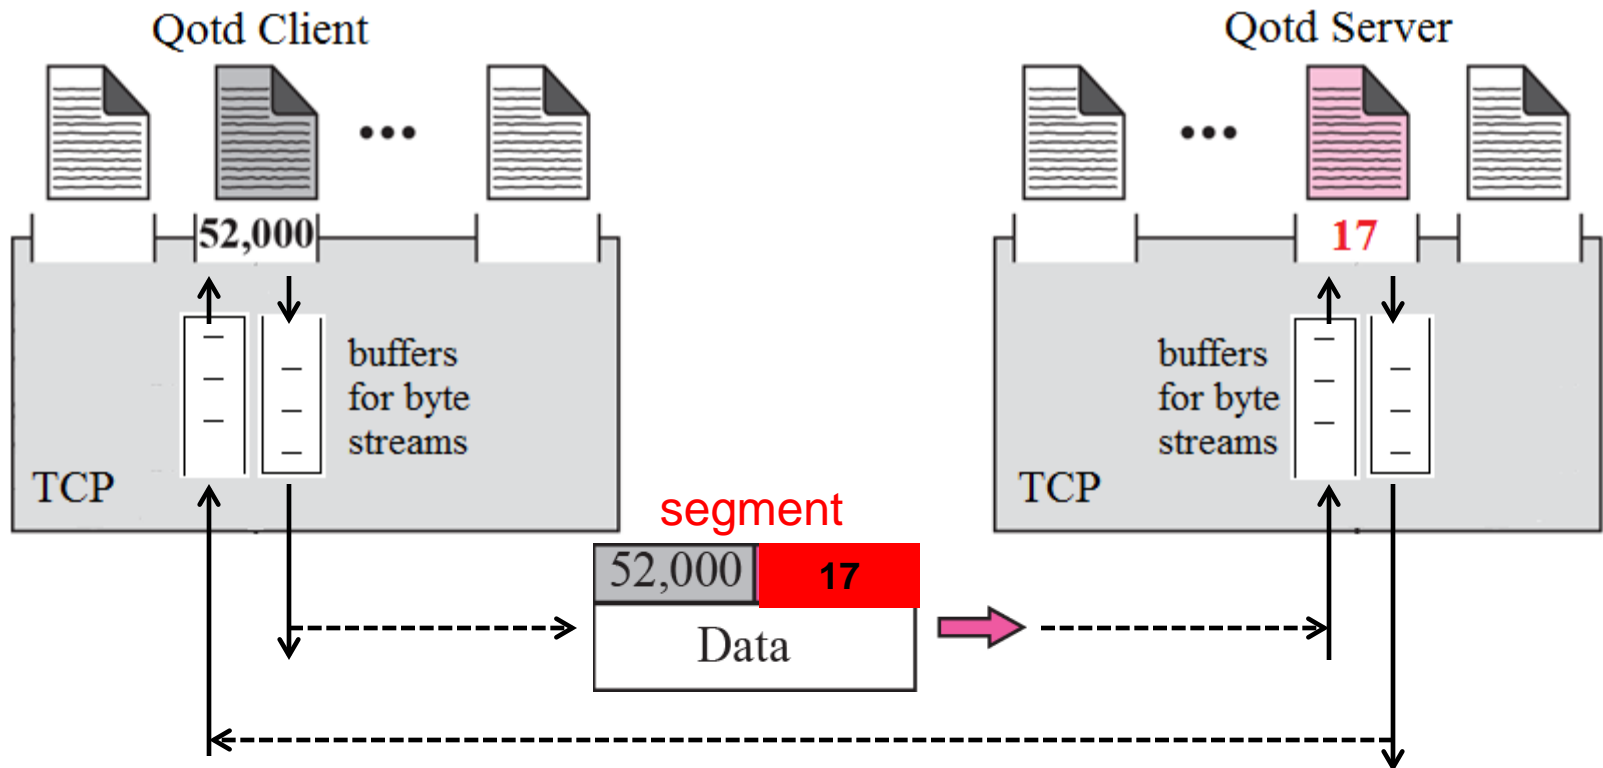 Qotd Client
Qotd Server
52,000
17
buffers
for byte
streams
TCP
buffers
for byte
streams
TCP
segment
52,000
17
Data